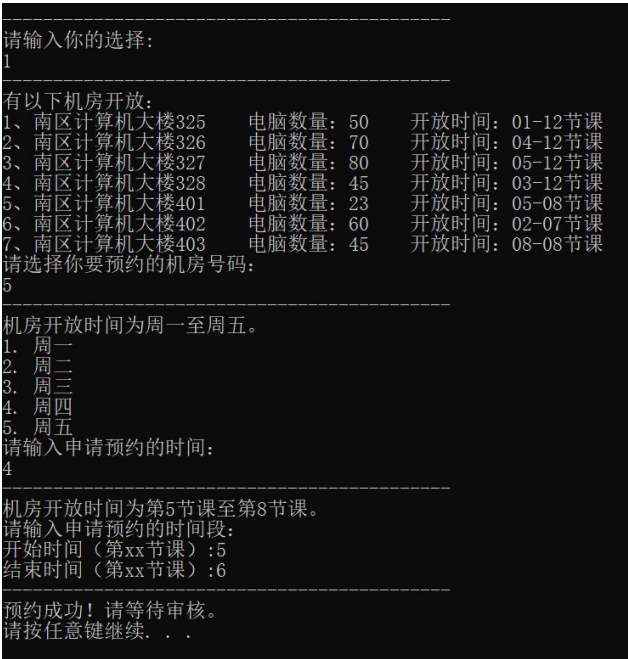 --------------------------------------------
请输入你的选择:
1
--------------------------------------------
有以下机房开放:
1、南区计算机大楼325    电脑数量: 50    开放时间: 01-12节课
2、南区计算机大楼326    电脑数量: 70    开放时间: 04-12节课
3、南区计算机大楼327    电脑数量: 80    开放时间: 05-12节课
4、南区计算机大楼328    电脑数量: 45    开放时间: 03-12节课
5、南区计算机大楼401    电脑数量: 23    开放时间: 05-08节课
6、南区计算机大楼402    电脑数量: 60    开放时间: 02-07节课
7、南区计算机大楼403    电脑数量: 45    开放时间: 08-08节课
请选择你要预约的机房号码:
5
--------------------------------------------
机房开放时间为周一至周五。
1. 周一
2. 周二
3. 周三
4. 周四
5. 周五
请输入申请预约的时间:
4
--------------------------------------------
机房开放时间为第5节课至第8节课。
请输入申请预约的时间段:
开始时间（第xx节课）:5
结束时间（第xx节课）:6
--------------------------------------------
预约成功! 请等待审核。
请按任意键继续. . .